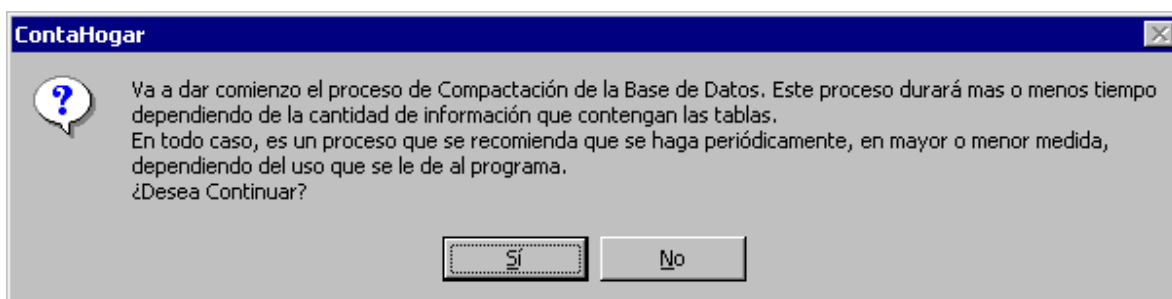 ContaHogar
Va a dar comienzo el proceso de Compactación de la Base de Datos. Este proceso durará mas o menos tiempo
dependiendo de la cantidad de información que contengan las tablas.
En todo caso, es un proceso que se recomienda que se haga periódicamente, en mayor o menor medida,
dependiendo del uso que se le de al programa.
¿Desea Continuar?
Sí No